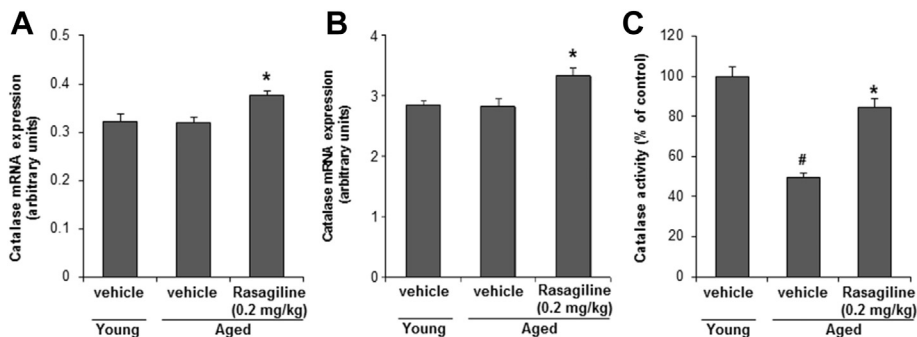 A
Catalase mRNA expression
(arbitrary units)
0.5
0.4
0.3
0.2
0.1
0
*
vehicle
vehicle
Rasagiline
(0.2 mg/kg)
Young
Aged
B
Catalase mRNA expression
(arbitrary units)
4
3
2
1
0
*
vehicle
vehicle
Rasagiline
(0.2 mg/kg)
Young
Aged
C
Catalase activity (% of control)
120
100
80
60
40
20
0
#
*
vehicle
vehicle
Rasagiline
(0.2 mg/kg)
Young
Aged